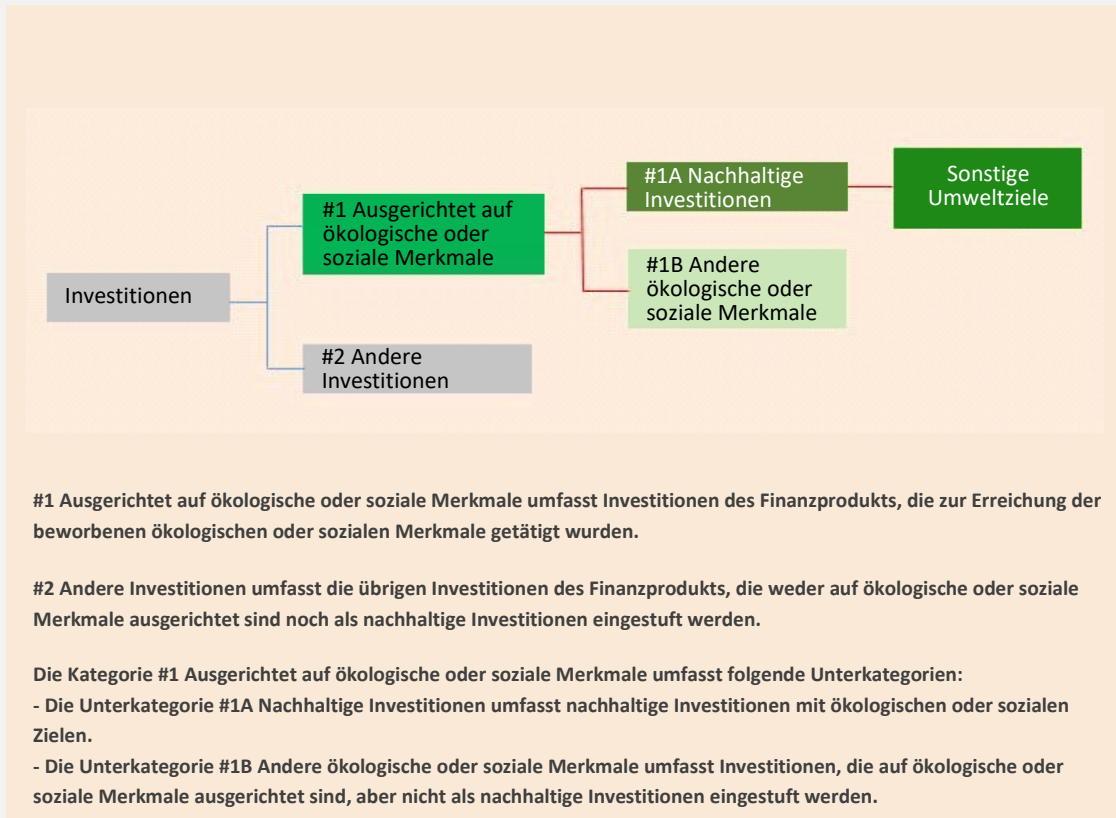 Investitionen
#1 Ausgerichtet auf
ökologische oder
soziale Merkmale
#2 Andere
Investitionen
#1A Nachhaltige
Investitionen
#1B Andere
ökologische oder
soziale Merkmale
Sonstige
Umweltziele
#1 Ausgerichtet auf ökologische oder soziale Merkmale umfasst Investitionen des Finanzprodukts, die zur Erreichung der
beworbenen ökologischen oder sozialen Merkmale getätigt wurden.
#2 Andere Investitionen umfasst die übrigen Investitionen des Finanzprodukts, die weder auf ökologische oder soziale
Merkmale ausgerichtet sind noch als nachhaltige Investitionen eingestuft werden.
Die Kategorie #1 Ausgerichtet auf ökologische oder soziale Merkmale umfasst folgende Unterkategorien:
- Die Unterkategorie #1A Nachhaltige Investitionen umfasst nachhaltige Investitionen mit ökologischen oder sozialen
Zielen.
- Die Unterkategorie #1B Andere ökologische oder soziale Merkmale umfasst Investitionen, die auf ökologische oder
soziale Merkmale ausgerichtet sind, aber nicht als nachhaltige Investitionen eingestuft werden.